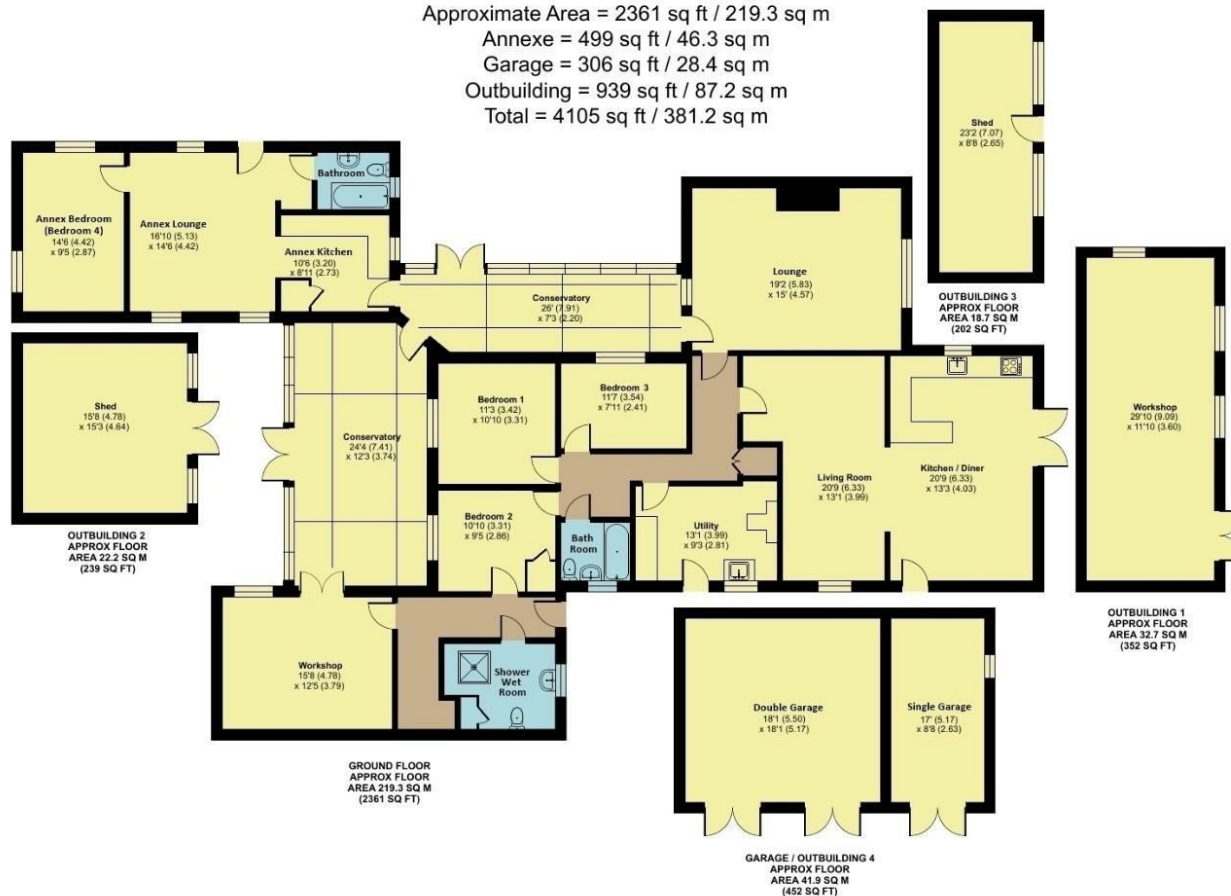 Approximate Area = 2361 sq ft / 219.3 sq m
Annexe = 499 sq ft / 46.3 sq m
Garage = 306 sq ft / 28.4 sq m
Outbuilding = 939 sq ft / 87.2 sq m
Total = 4105 sq ft / 381.2 sq m
Annex Bedroom
(Bedroom 4)
14'6 (4.42)
x 9'5 (2.87)
Annex Lounge
16'10 (5.13)
x 14'6 (4.42)
Bathroom
Annex Kitchen
10'6 (3.20)
x 8'11 (2.73)
Conservatory
26' (7.91)
x 7'3 (2.20)
Lounge
19'2 (5.83)
x 15' (4.57)
Shed
23'2 (7.07)
x 8'8 (2.65)
OUTBUILDING 3
APPROX FLOOR
AREA 18.7 SQ M
(202 SQ FT)
Shed
15'8 (4.78)
x 15'3 (4.64)
OUTBUILDING 2
APPROX FLOOR
AREA 22.2 SQ M
(239 SQ FT)
Conservatory
24'4 (7.41)
x 12'3 (3.74)
Bedroom 1
11'3 (3.42)
x 10'10 (3.31)
Bedroom 3
11'7 (3.54)
x 7'11 (2.41)
Bedroom 2
10'10 (3.31)
x 9'5 (2.86)
Bath
Room
Utility
13'1 (3.99)
x 9'3 (2.81)
Living Room
20'9 (6.33)
x 13'1 (3.99)
Kitchen / Diner
20'9 (6.33)
x 13'3 (4.03)
Workshop
29'10 (9.09)
x 11'10 (3.60)
OUTBUILDING 1
APPROX FLOOR
AREA 32.7 SQ M
(352 SQ FT)
Workshop
15'8 (4.78)
x 12'5 (3.79)
Shower
Wet
Room
GROUND FLOOR
APPROX FLOOR
AREA 219.3 SQ M
(2361 SQ FT)
Double Garage
18'1 (5.50)
x 18'1 (5.17)
Single Garage
17' (5.17)
x 8'8 (2.63)
GARAGE / OUTBUILDING 4
APPROX FLOOR
AREA 41.9 SQ M
(452 SQ FT)